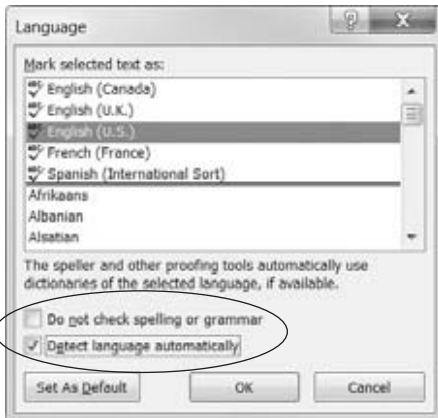 Language
Mark selected text as:
English (Canada)
English (U.K.)
English (U.S.)
French (France)
Spanish (International Sort)
Afrikaans
Albanian
Alsatian
The speller and other proofing tools automatically use
dictionaries of the selected language, if available.
Do not check spelling or grammar
Detect language automatically
Set As Default OK Cancel